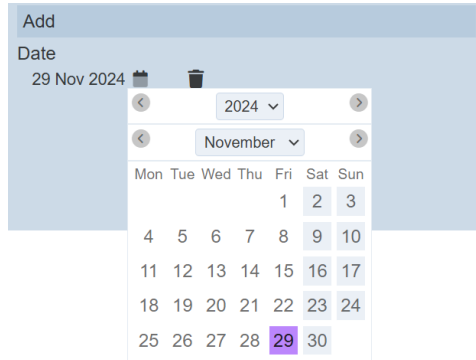 Add
Date
29 Nov 2024
2024
November
Mon Tue Wed Thu Fri Sat Sun
1 2 3
4 5 6 7 8 9 10
11 12 13 14 15 16 17
18 19 20 21 22 23 24
25 26 27 28 29 30